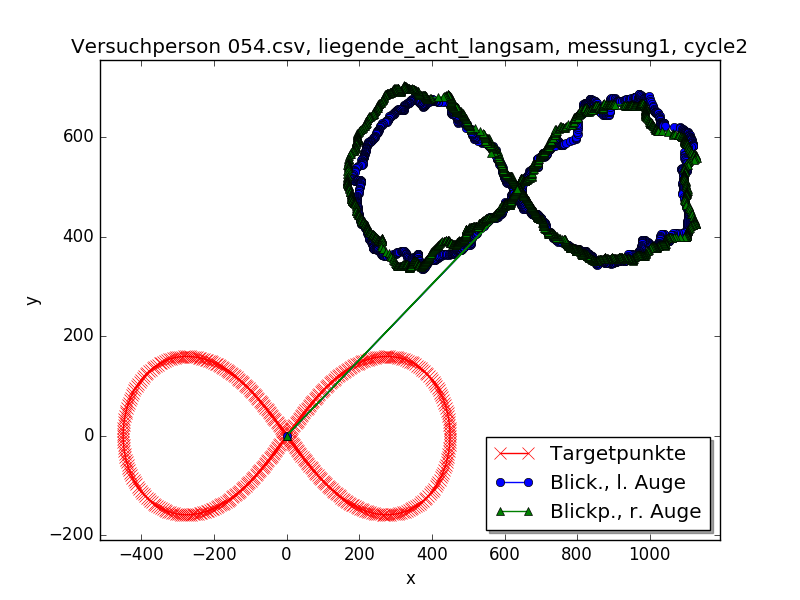 Versuchperson 054.csv, liegende_acht_langsam, messung1, cycle2
600
400
200
0
−200
y
−400
−200
0
200
400
600
800
1000
x
Targetpunkte
Blick., l. Auge
Blickp., r. Auge